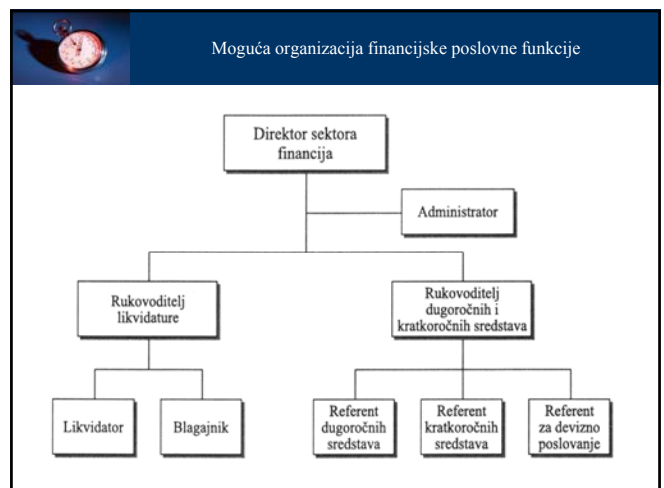 Moguća organizacija financijske poslovne funkcije
Direktor sektora
financija
Administrator
Rukovoditelj
likvidature
Rukovoditelj
dugoročnih i
kratkoročnih sredstava
Likvidator
Blagajnik
Referent
dugoročnih
sredstava
Referent
kratkoročnih
sredstava
Referent
za devizno
poslovanje